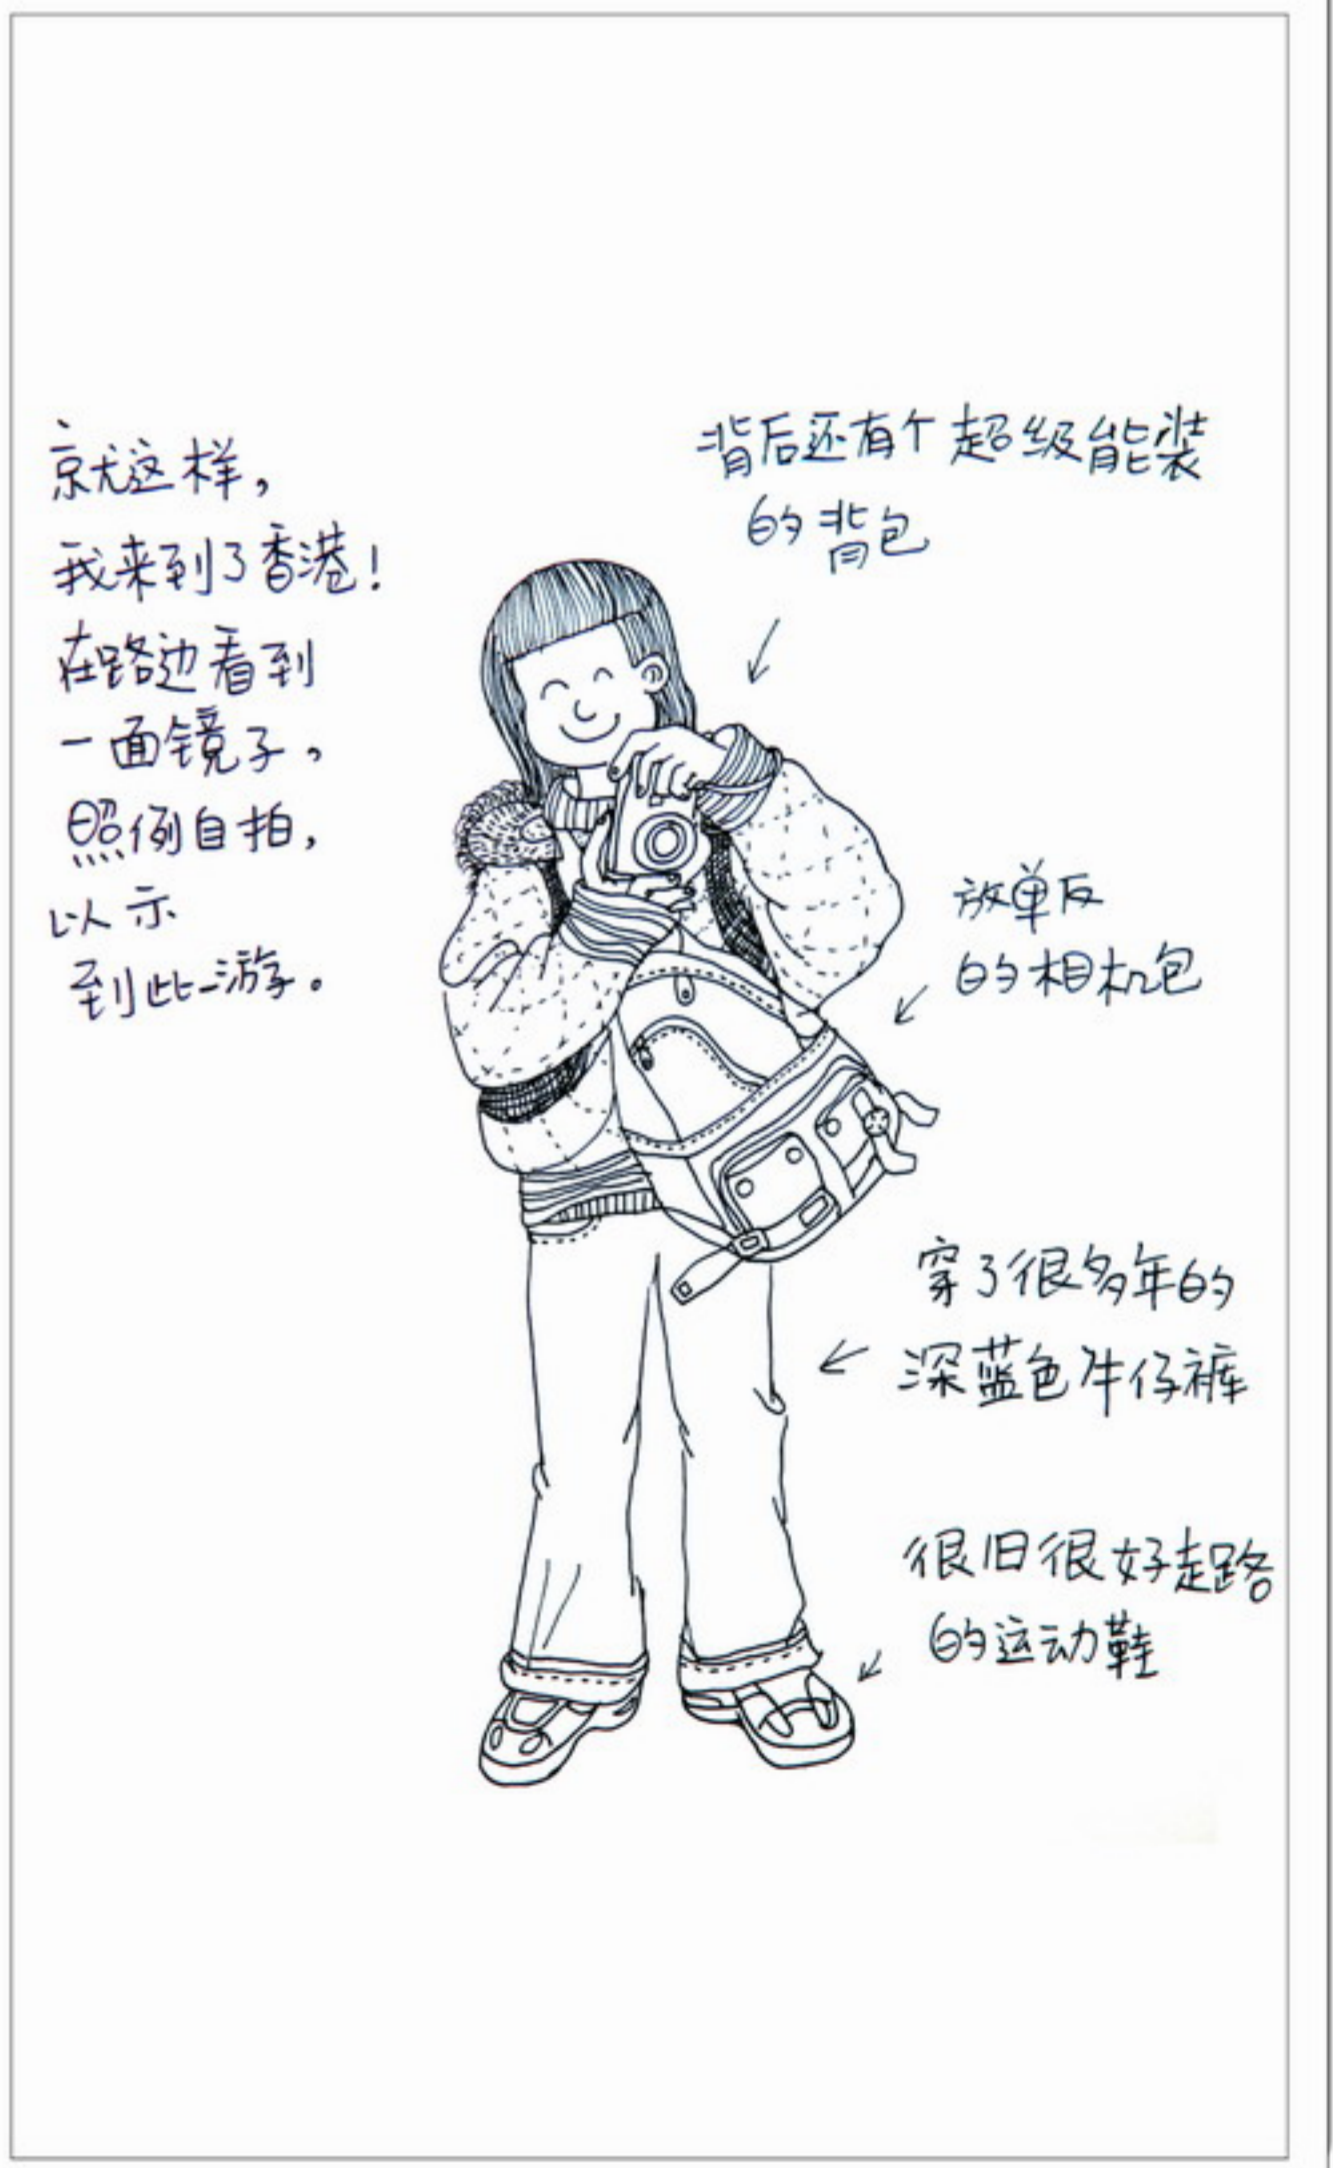 就这样，
我来到了香港！
在路边看到
一面镜子，
照例自拍，
以示
到此一游。
背后还有个超级能装
的背包
放单反
的相机包
穿了很多年的
深蓝色牛仔裤
很旧很好走路
的运动鞋